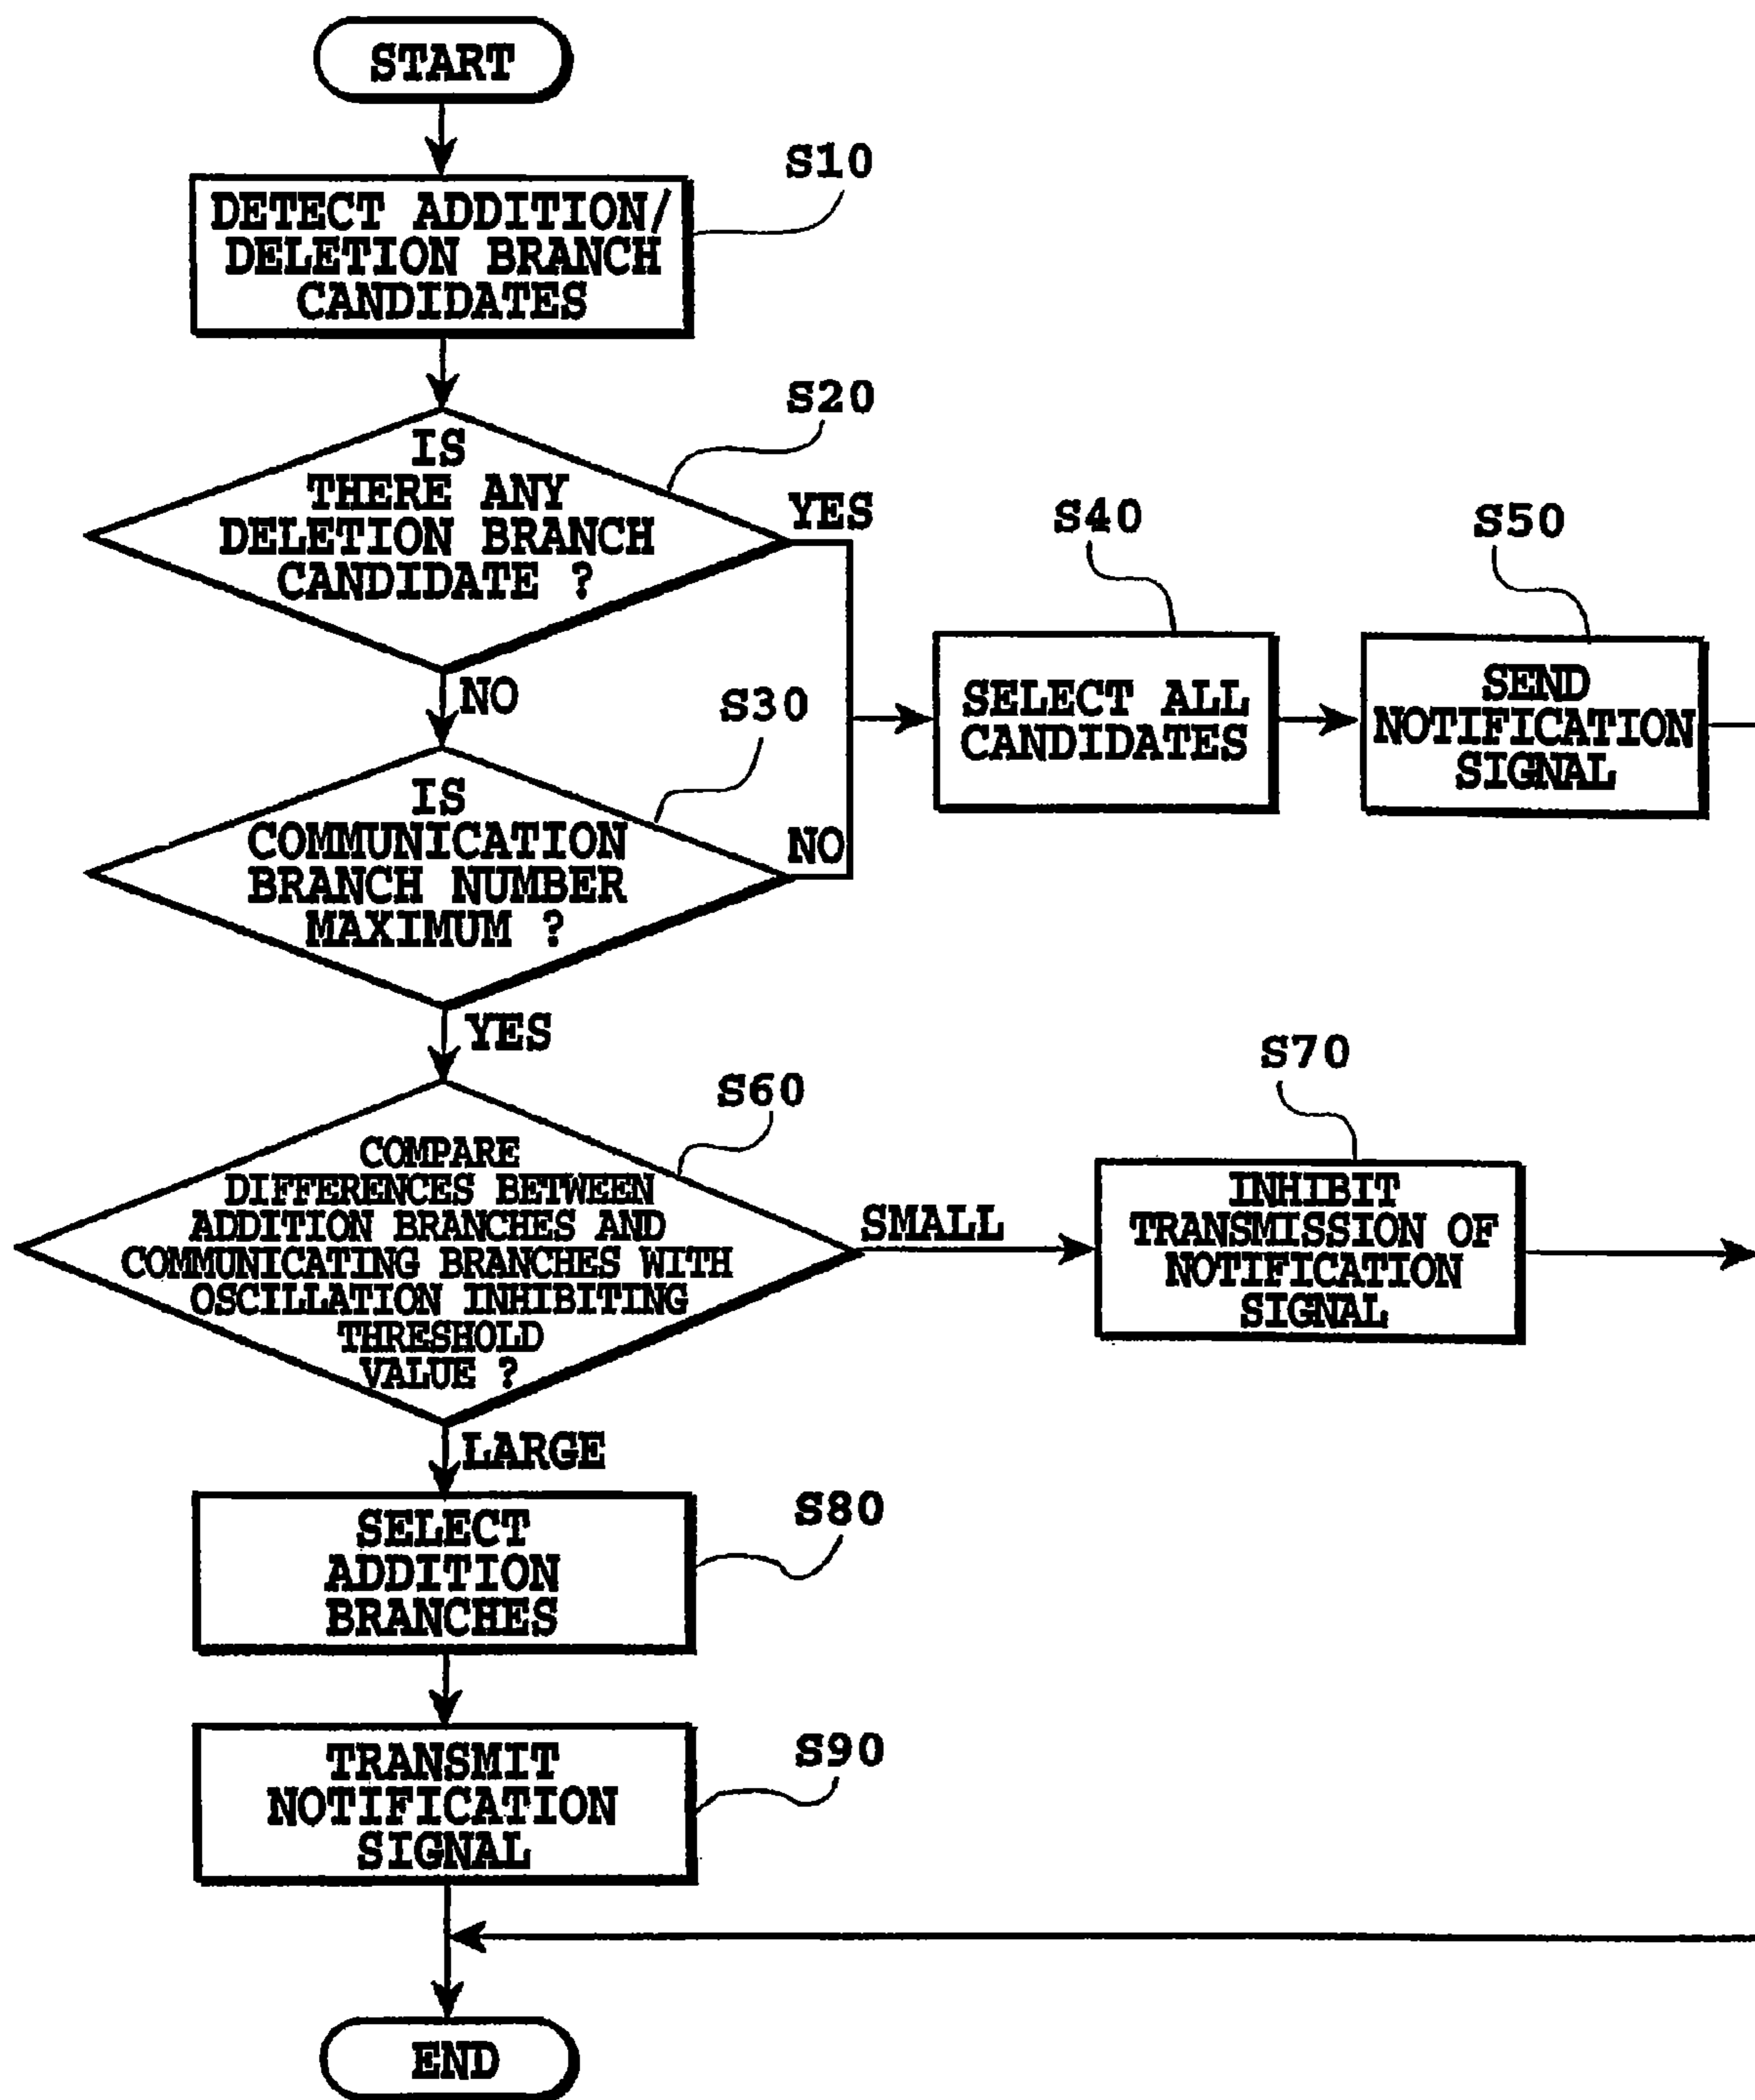 START
S10
DETECT ADDITION/
DELETION BRANCH
CANDIDATES
S20
IS
THERE ANY
DELETION BRANCH
CANDIDATE ?
YES
NO
S40
SELECT ALL
CANDIDATES
S50
SEND
NOTIFICATION
SIGNAL
S30
IS
COMMUNICATION
BRANCH NUMBER
MAXIMUM ?
NO
YES
S60
COMPARE
DIFFERENCES BETWEEN
ADDITION BRANCHES AND
COMMUNICATING BRANCHES WITH
OSCILLATION INHIBITING
THRESHOLD
VALUE ?
SMALL
S70
INHIBIT
TRANSMISSION OF
NOTIFICATION
SIGNAL
LARGE
S80
SELECT
ADDITION
BRANCHES
S90
TRANSMIT
NOTIFICATION
SIGNAL
END